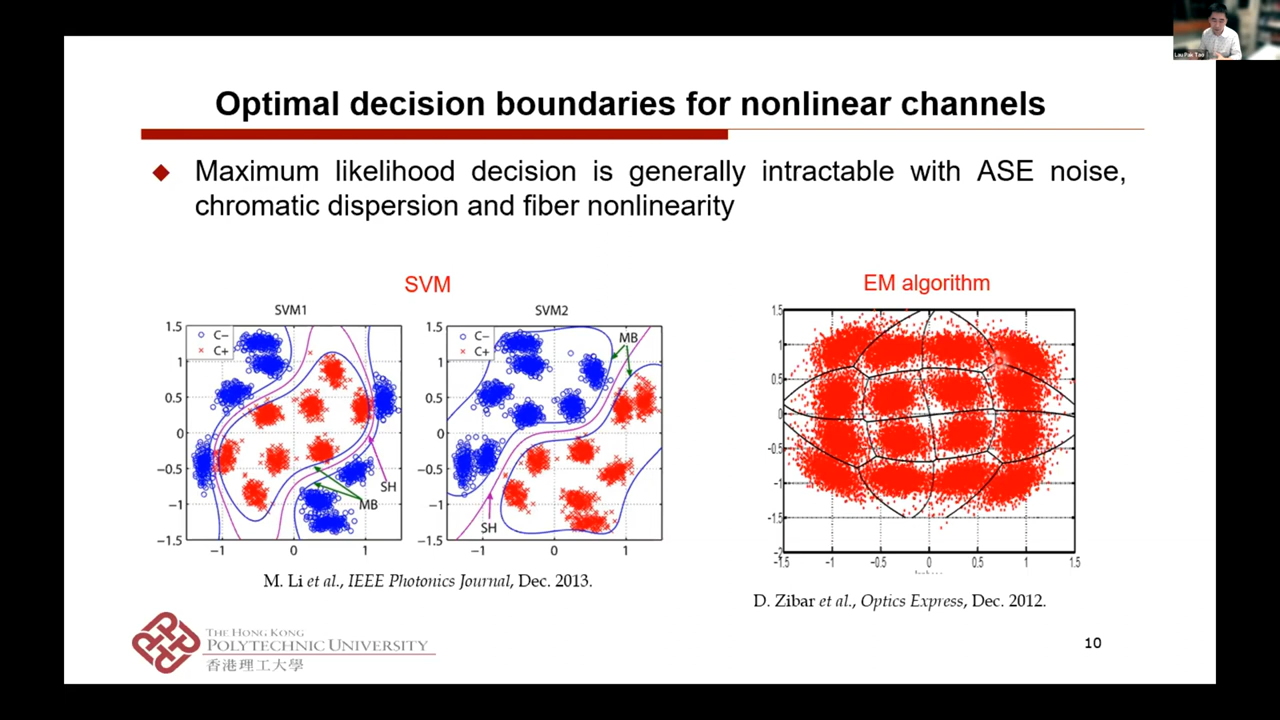 Lau Pak Tao
Optimal decision boundaries for nonlinear channels
Maximum likelihood decision is generally intractable with ASE noise,
chromatic dispersion and fiber nonlinearity
SVM
EM algorithm
SVM1
1.5
1
0.5
0
−0.5
−1
−1.5
−1
0
1
C−
C+
SH
MB
SVM2
1.5
1
0.5
0
−0.5
−1
−1.5
−1
0
1
C−
C+
MB
SH
1.5
1
0.5
0
-0.5
-1
-1.5
-2
-1.5
-1
-0.5
0
0.5
1
1.5
M. Li et al., IEEE Photonics Journal, Dec. 2013.
D. Zibar et al., Optics Express, Dec. 2012.
THE HONG KONG
POLYTECHNIC UNIVERSITY
香港理工大學
10